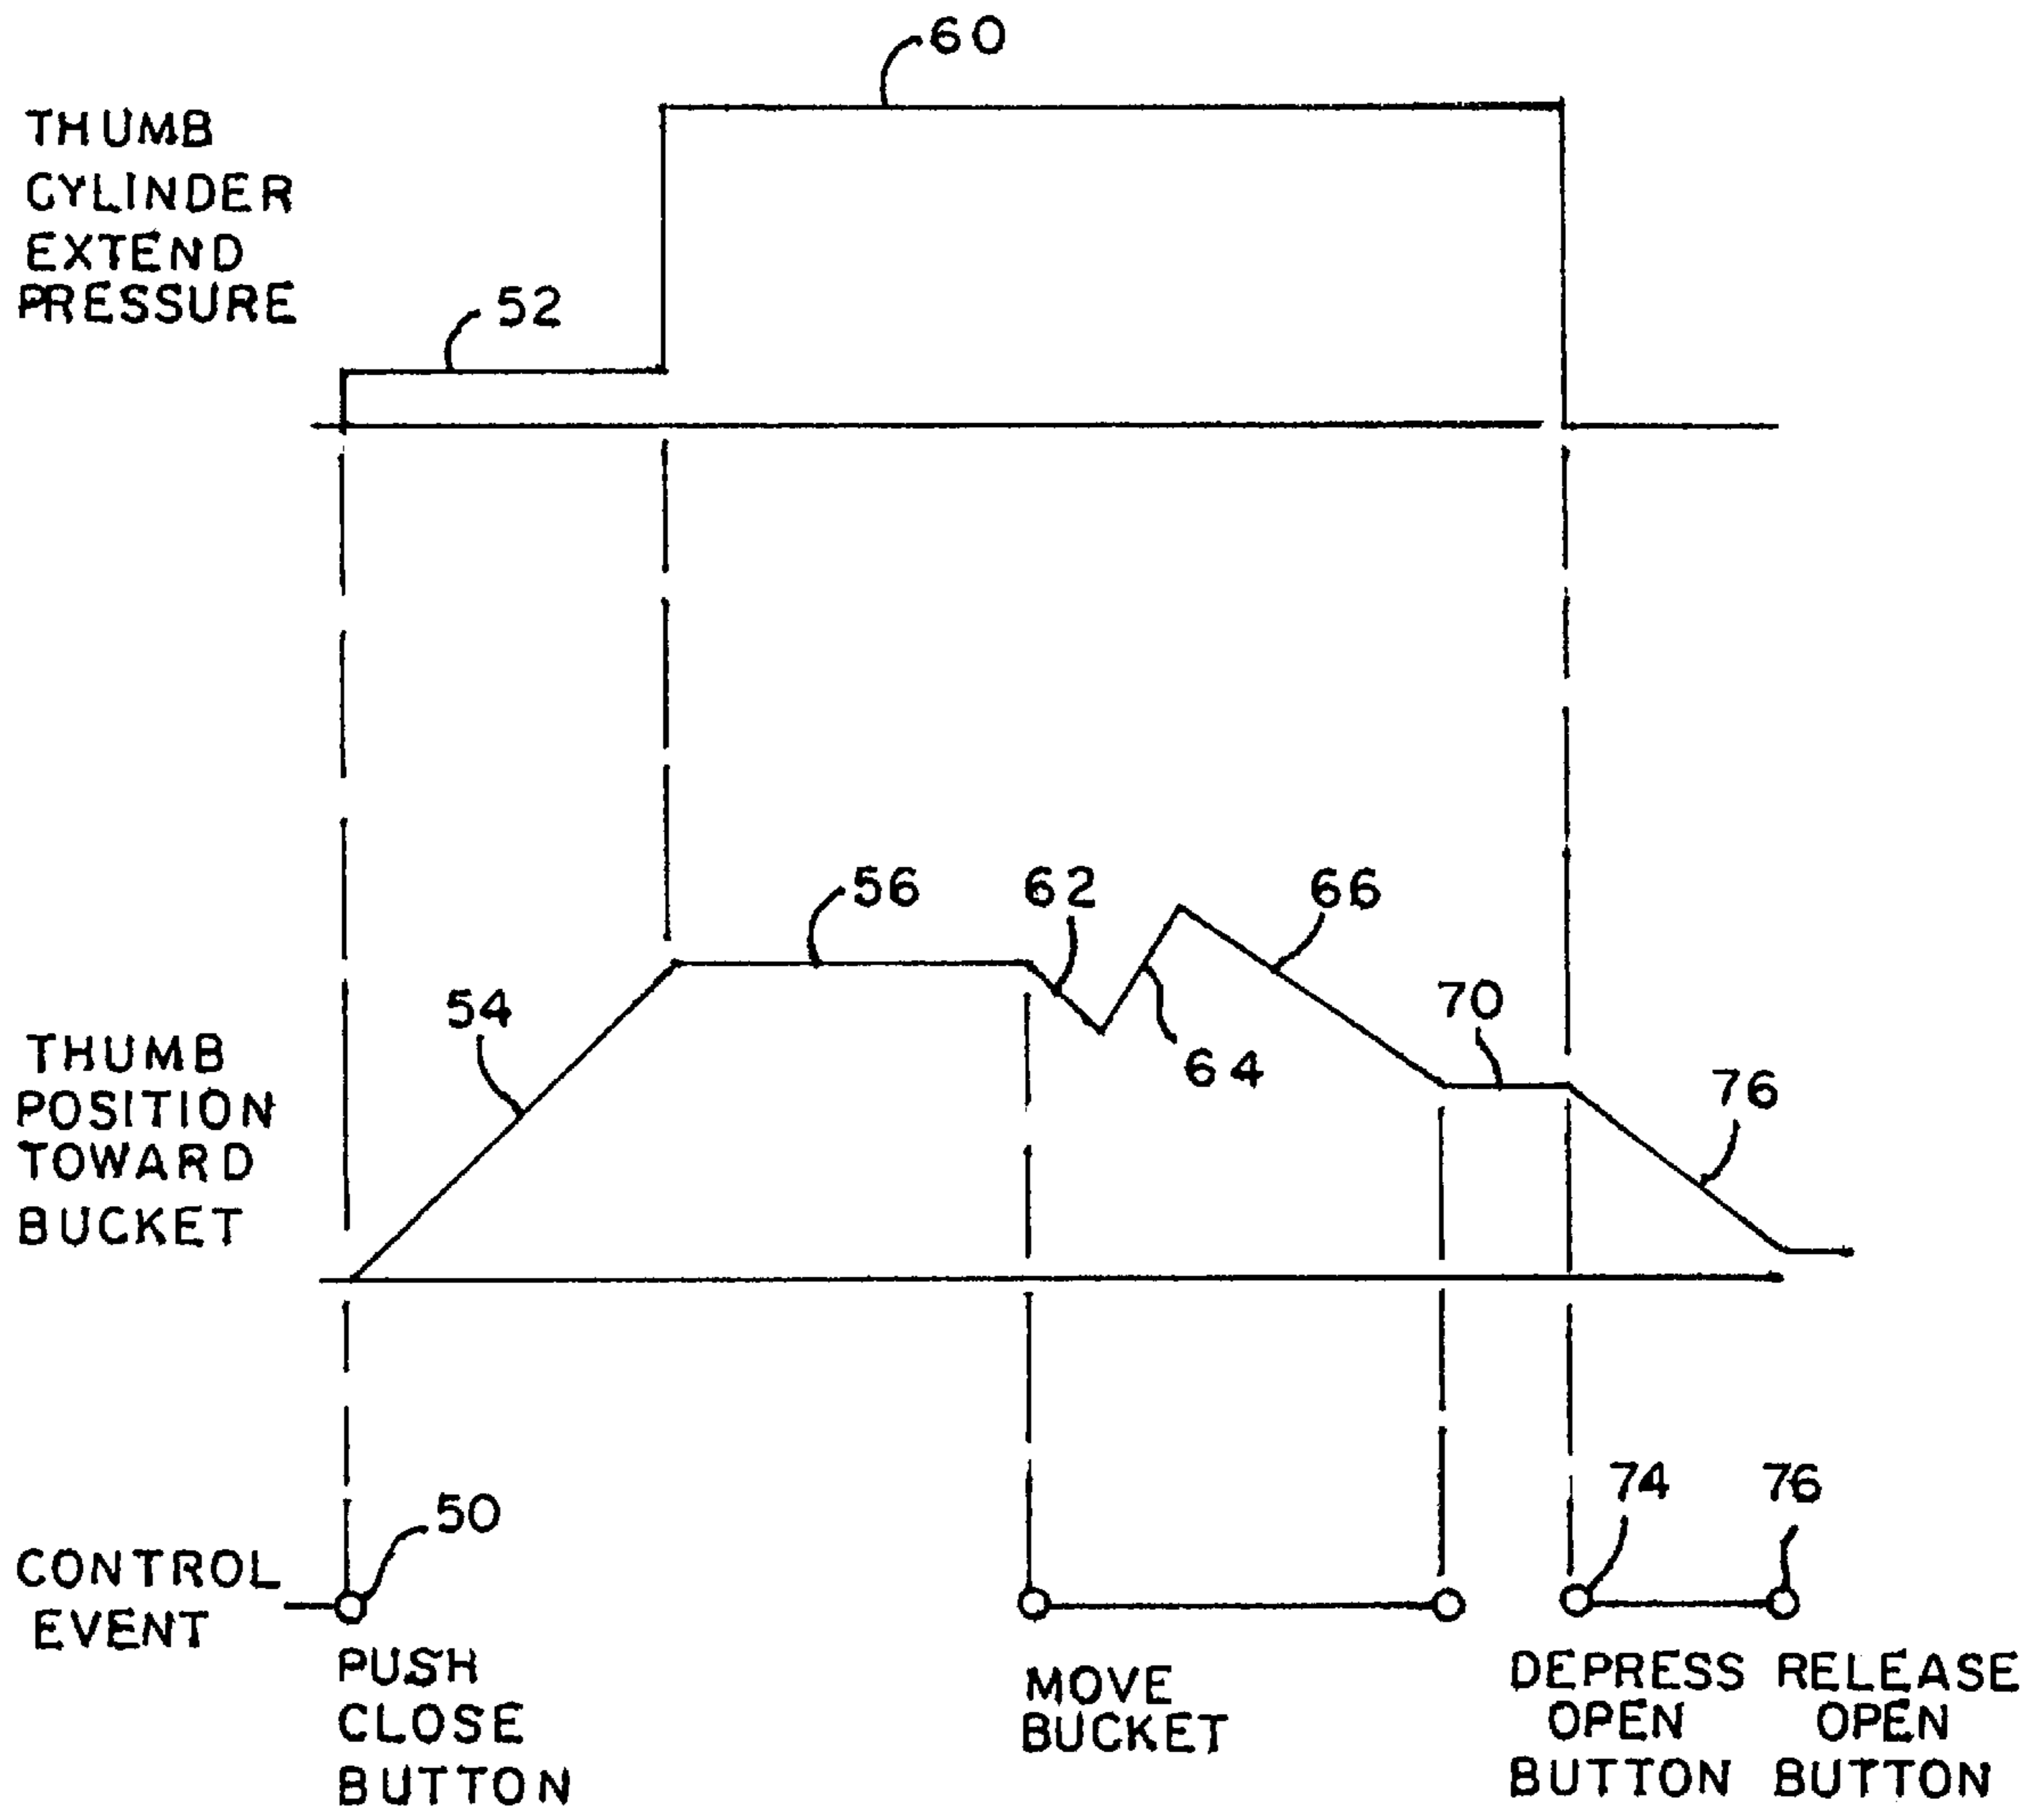 60
THUMB
CYLINDER
EXTEND
PRESSURE
52
56
62
66
54
70
64
THUMB
POSITION
TOWARD
BUCKET
76
50
74
76
CONTROL
EVENT
PUSH
CLOSE
BUTTON
MOVE
BUCKET
DEPRESS
OPEN
BUTTON
RELEASE
OPEN
BUTTON